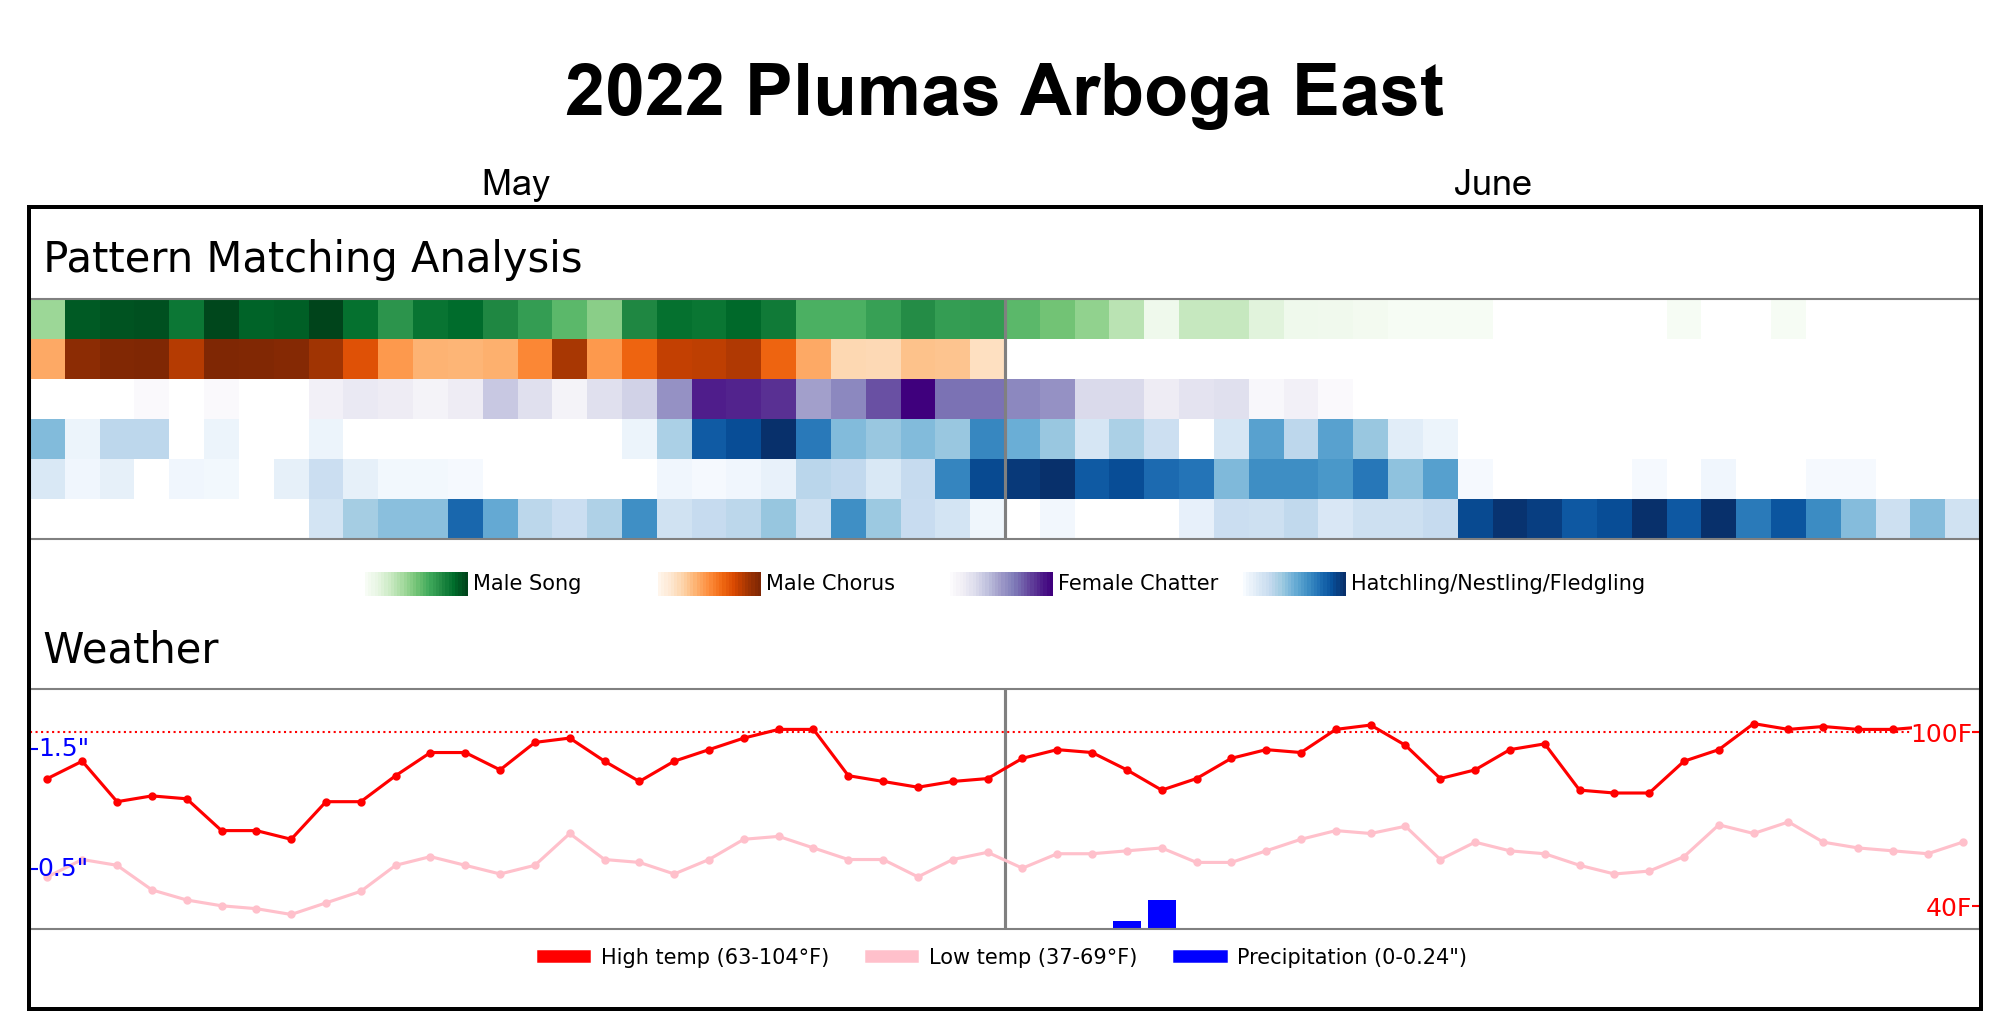 2022 Plumas Arboga East
May June
Pattern Matching Analysis
Male Song Male Chorus Female Chatter Hatchling/Nestling/Fledgling
Weather
1.5" 100F
0.5" 40F
High temp (63-104°F) Low temp (37-69°F) Precipitation (0-0.24")